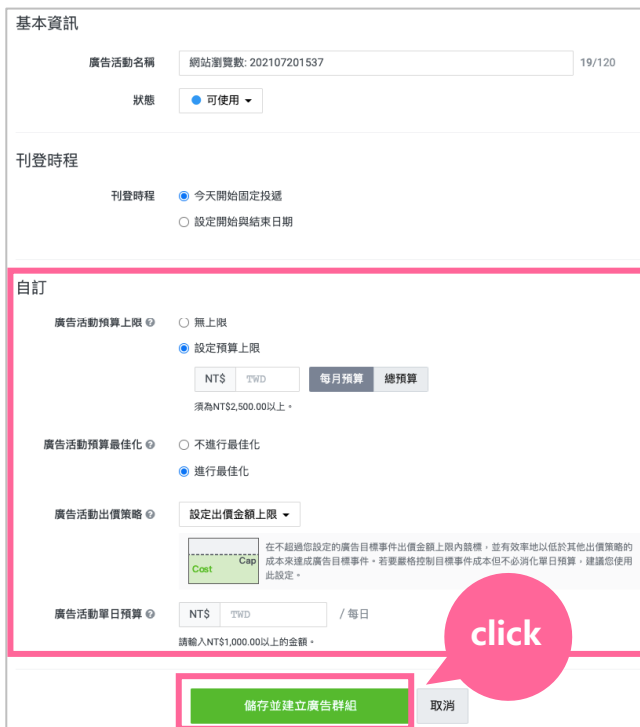 基本資訊
廣告活動名稱 網站瀏覽數: 202107201537 19/120
狀態 可使用
刊登時程
刊登時程 今天開始固定投遞
設定開始與結束日期
自訂
廣告活動預算上限 無上限
設定預算上限
NT$ TWD 每月預算 總預算
須為NT$2,500.00以上。
廣告活動預算最佳化 不進行最佳化
進行最佳化
廣告活動出價策略 設定出價金額上限
Cost Cap
在不超過您設定的廣告目標事件出價金額上限內競標，並有效率地以低於其他出價策略的
成本來達成廣告目標事件。若要嚴格控制目標事件成本但不必消化單日預算，建議您使用
此設定。
廣告活動單日預算 NT$ TWD / 每日
請輸入NT$1,000.00以上的金額。
click
儲存並建立廣告群組 取消